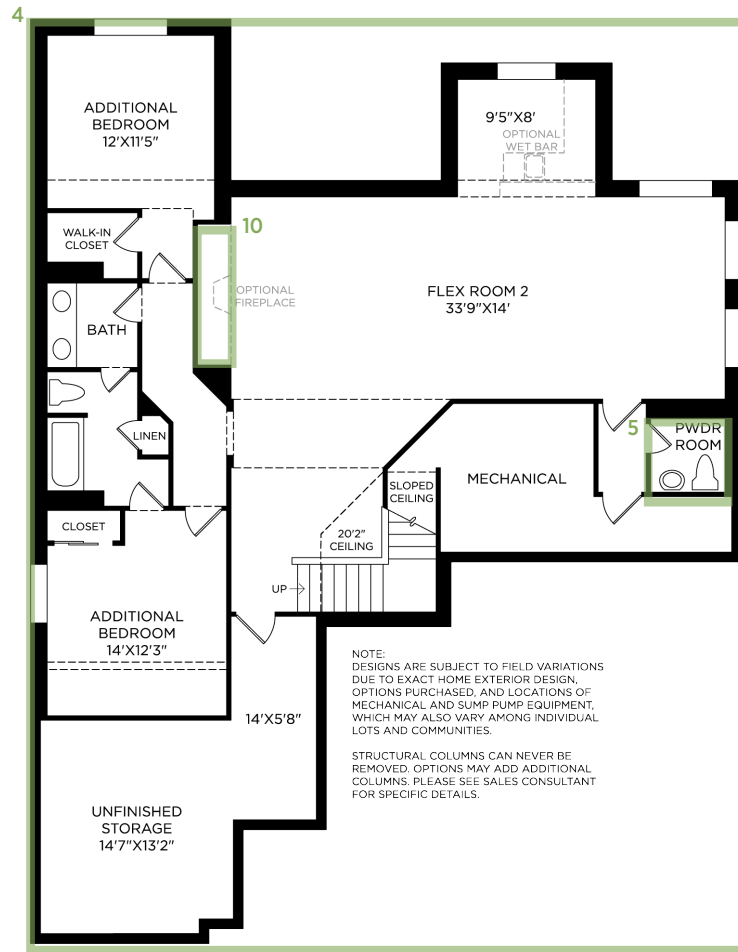 4
ADDITIONAL
BEDROOM
12'X11'5"
9'5"X8'
OPTIONAL
WET BAR
WALK-IN
CLOSET
10
OPTIONAL
FIREPLACE
FLEX ROOM 2
33'9"X14'
BATH
LINEN
5
PWDR
ROOM
MECHANICAL
SLOPED
CEILING
CLOSET
20'2"
CEILING
UP
ADDITIONAL
BEDROOM
14'X12'3"
NOTE:
DESIGNS ARE SUBJECT TO FIELD VARIATIONS
DUE TO EXACT HOME EXTERIOR DESIGN,
OPTIONS PURCHASED, AND LOCATIONS OF
MECHANICAL AND SUMP PUMP EQUIPMENT,
WHICH MAY ALSO VARY AMONG INDIVIDUAL
LOTS AND COMMUNITIES.
STRUCTURAL COLUMNS CAN NEVER BE
REMOVED. OPTIONS MAY ADD ADDITIONAL
COLUMNS. PLEASE SEE SALES CONSULTANT
FOR SPECIFIC DETAILS.
14'X5'8"
UNFINISHED
STORAGE
14'7"X13'2"